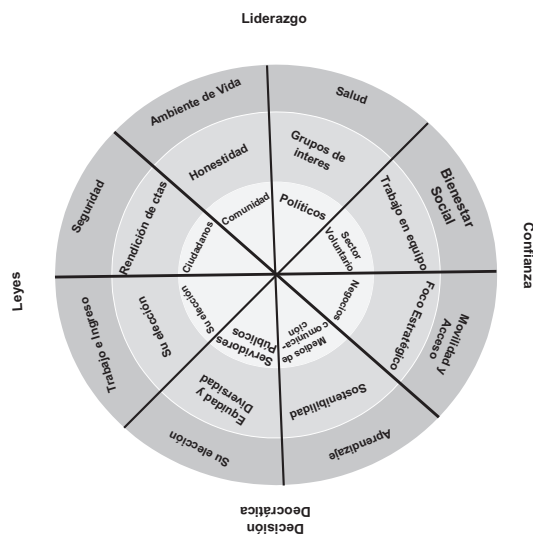 Liderazgo
Ambiente de Vida
Salud
Seguridad
Bienestar
Social
Honestidad
Grupos de
interes
Rendición de ctas
Trabajo en equipo
Comunidad
Políticos
Ciudadanos
Sector
Voluntario
Leyes
Confianza
Su elección
Negocios
Servidores
Públicos
Medios de
comunica-
ción
Su elección
Foco Estratégico
Equidad y
Diversidad
Sostenibilidad
Trabajo e Ingreso
Movilidad y
Acceso
Su elección
Aprendizaje
Decisión
Deocrática